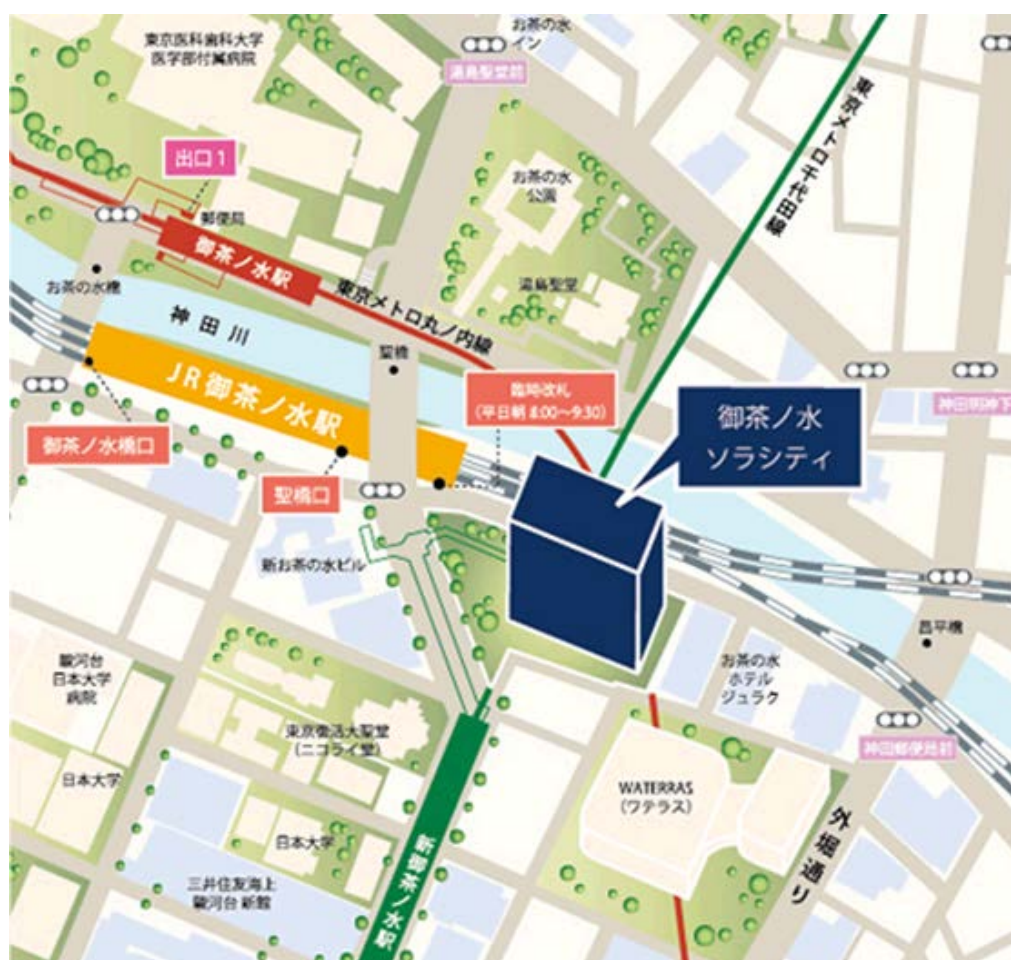 お茶の水
イン
東京医科歯科大学
医学部付属病院
湯島聖堂前
出口1
東京メトロ千代田線
お茶の水
公園
郵便局
御茶ノ水駅
お茶の水橋
湯島聖堂
東京メトロ丸ノ内線
神田川
聖橋
JR御茶ノ水駅
臨時改札
(平日朝 8:00〜9:30)
御茶ノ水
ソラシティ
神田明神下
御茶ノ水橋口
聖橋口
新お茶の水ビル
昌平橋
駿河台
日本大学
病院
お茶の水
ホテル
ジュラク
東京復活大聖堂
(ニコライ堂)
神田郵便局前
日本大学
WATERRAS
(ワテラス)
外堀通り
日本大学
新御茶ノ水駅
三井住友海上
駿河台 新館